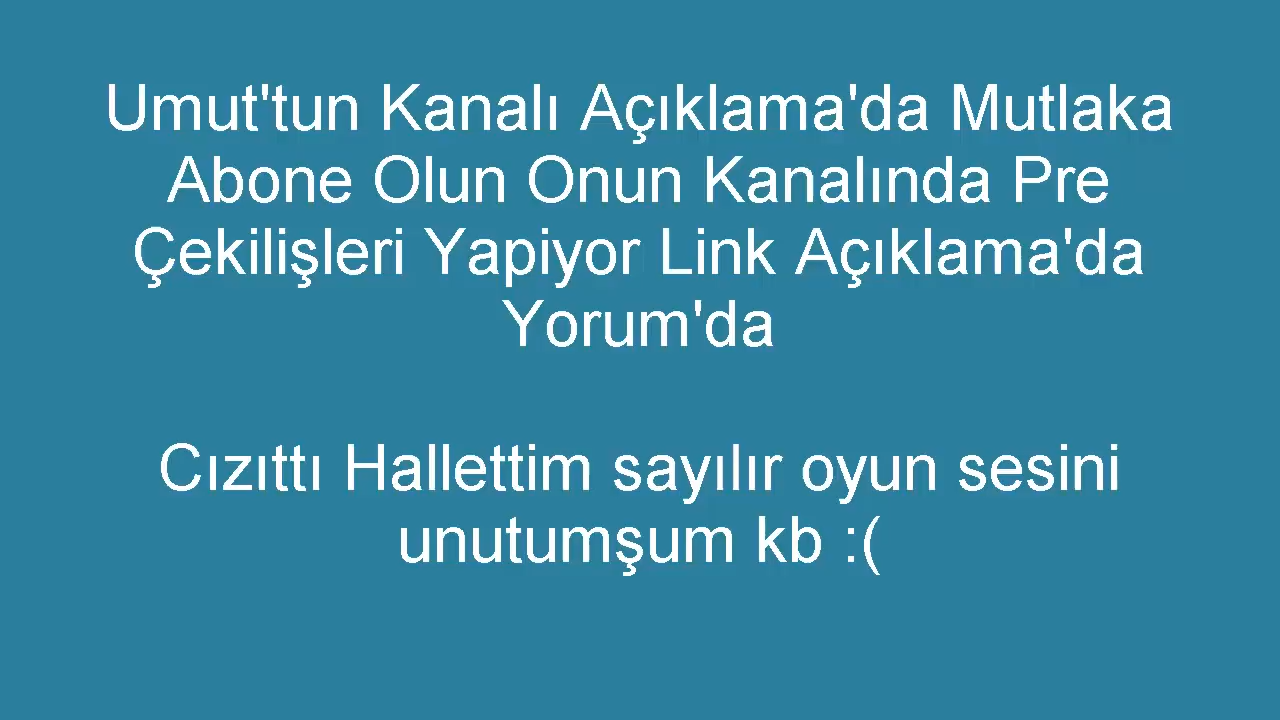 Umut'tun Kanalı Açıklama'da Mutlaka
Abone Olun Onun Kanalında Pre
Çekilişleri Yapiyor Link Açıklama'da
Yorum'da
Cızıttı Hallettim sayılır oyun sesini
unutumşum kb :(